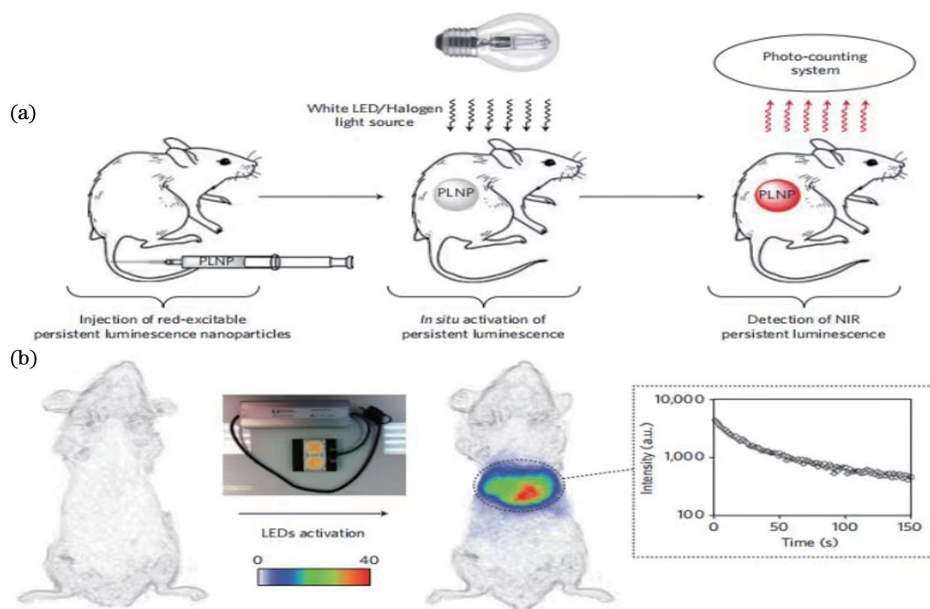 (a)
White LED/Halogen
light source
Photo-counting
system
PLNP
PLNP
PLNP
Injection of red-excitable
persistent luminescence nanoparticles
In situ activation of
persistent luminescence
Detection of NIR
persistent luminescence
(b)
LEDs activation
0
40
Intensity (a.u.)
10,000
1,000
100
0
50
100
150
Time (s)